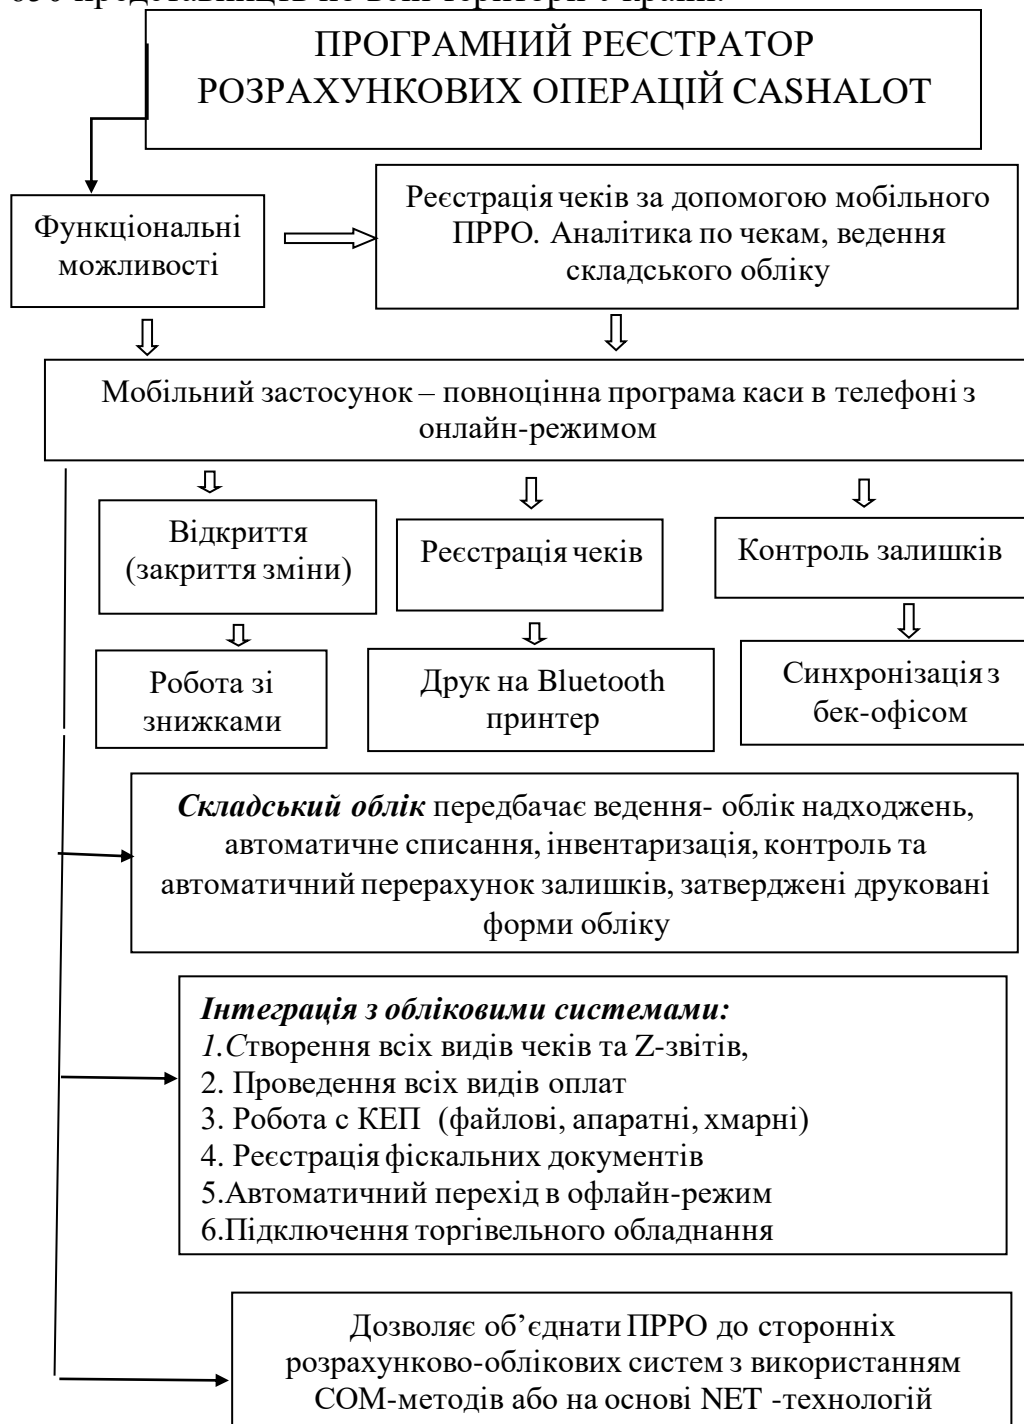 ПРОГРАМНИЙ РЕЄСТРАТОР
РОЗРАХУНКОВИХ ОПЕРАЦІЙ CASHALOT
Функціональні
можливості
Реєстрація чеків за допомогою мобільного
ПРРО. Аналітика по чекам, ведення
складського обліку
Мобільний застосунок – повноцінна програма каси в телефоні з
онлайн-режимом
Відкриття
(закриття зміни)
Реєстрація чеків
Контроль залишків
Робота зі
знижками
Друк на Bluetooth
принтер
Синхронізація з
бек-офісом
Складський облік передбачає ведення- облік надходжень,
автоматичне списання, інвентаризація, контроль та
автоматичний перерахунок залишків, затверджені друковані
форми обліку
Інтеграція з обліковими системами:
1.Створення всіх видів чеків та Z-звітів,
2. Проведення всіх видів оплат
3. Робота с КЕП (файлові, апаратні, хмарні)
4. Реєстрація фіскальних документів
5.Автоматичний перехід в офлайн-режим
6.Підключення торгівельного обладнання
Дозволяє об’єднати ПРРО до сторонніх
розрахунково-облікових систем з використанням
COM-методів або на основі NET -технологій